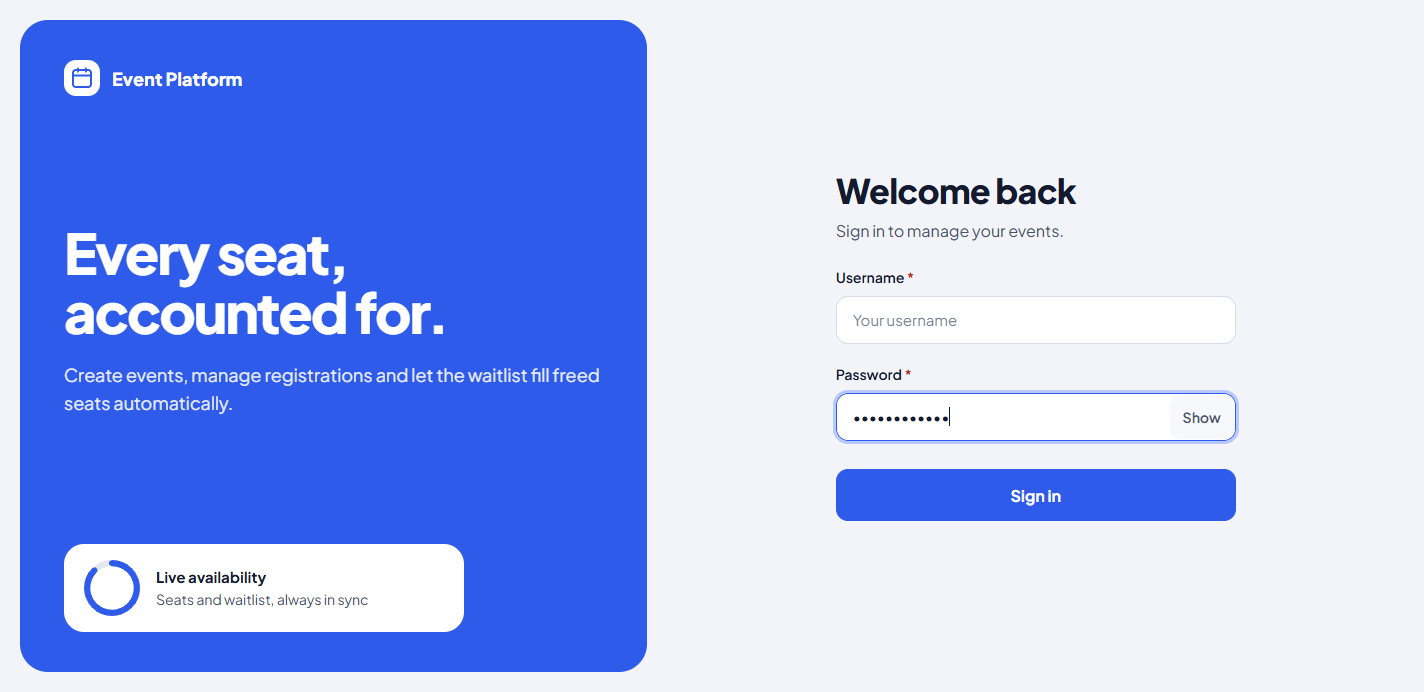 Event Platform
Every seat,
accounted for.
Create events, manage registrations and let the waitlist fill freed
seats automatically.
Live availability
Seats and waitlist, always in sync
Welcome back
Sign in to manage your events.
Username *
Your username
Password *
••••••••••••
Show
Sign in